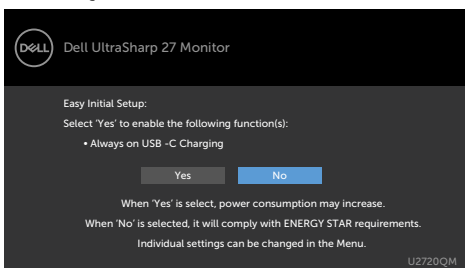 DELL Dell UltraSharp 27 Monitor
Easy Initial Setup:
Select 'Yes' to enable the following function(s):
• Always on USB -C Charging
Yes No
When 'Yes' is select, power consumption may increase.
When 'No' is selected, it will comply with ENERGY STAR requirements.
Individual settings can be changed in the Menu.
U2720QM